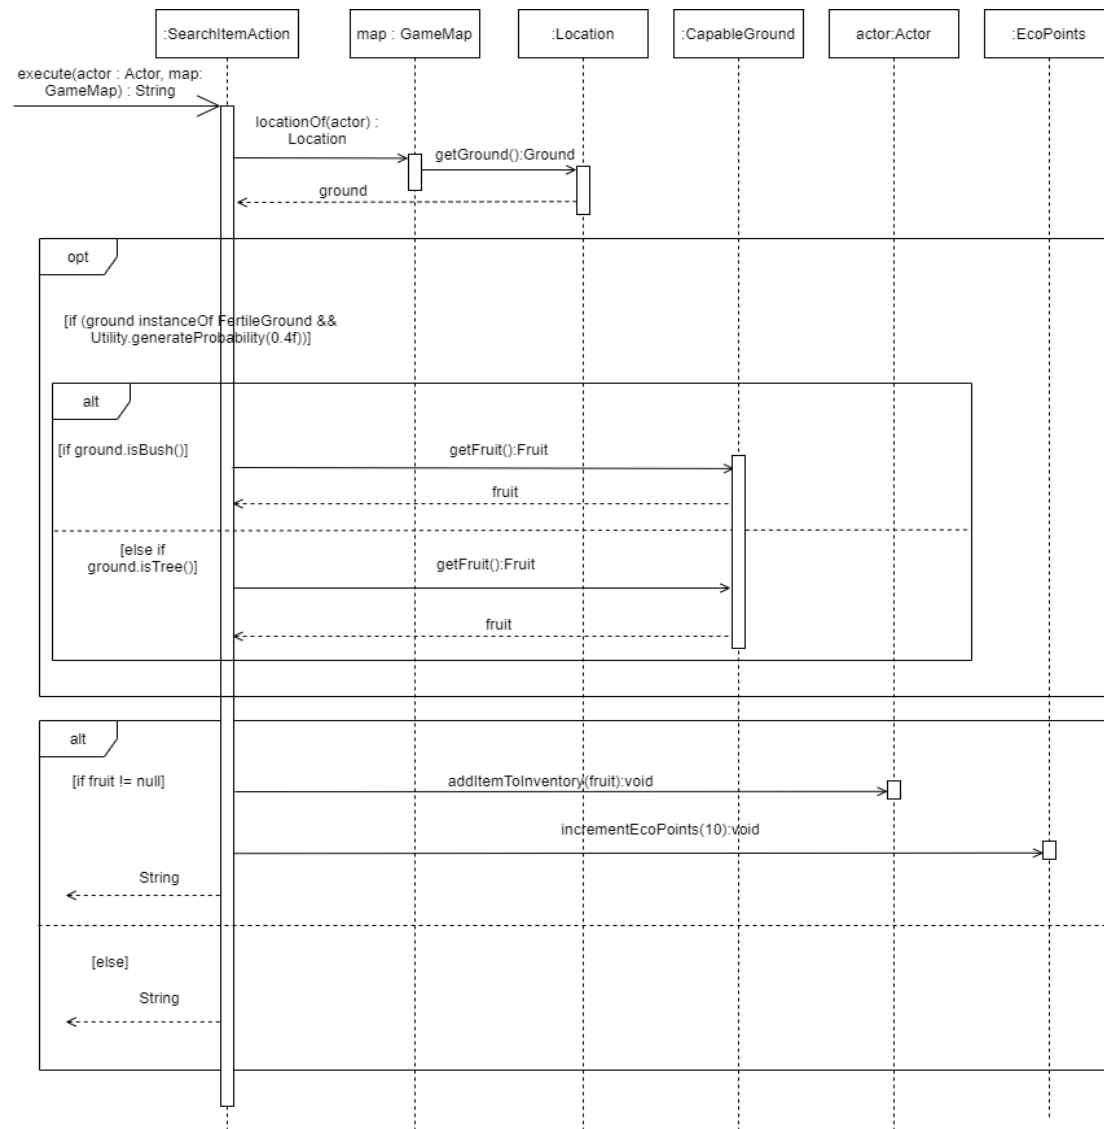 :SearchItemAction
map : GameMap
:Location
:CapableGround
actor:Actor
:EcoPoints
execute(actor : Actor, map:
GameMap) : String
locationOf(actor) :
Location
getGround():Ground
ground
opt
[if (ground instanceOf FertileGround &&
Utility.generateProbability(0.4f))]
alt
[if ground.isBush()]
getFruit():Fruit
fruit
[else if
ground.isTree()]
getFruit():Fruit
fruit
alt
[if fruit != null]
addItemToInventory(fruit):void
incrementEcoPoints(10):void
String
[else]
String